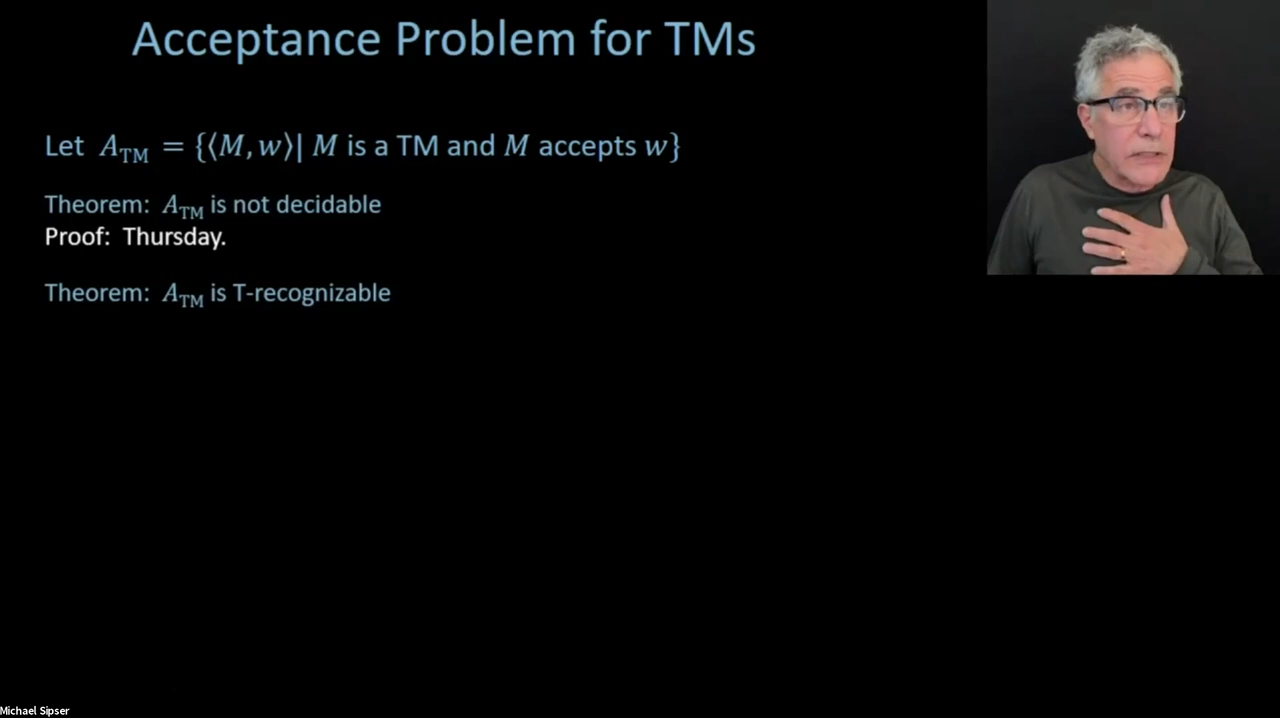 Acceptance Problem for TMs
Let A_TM = {⟨M, w⟩| M is a TM and M accepts w}
Theorem: A_TM is not decidable
Proof: Thursday.
Theorem: A_TM is T-recognizable
Michael Sipser